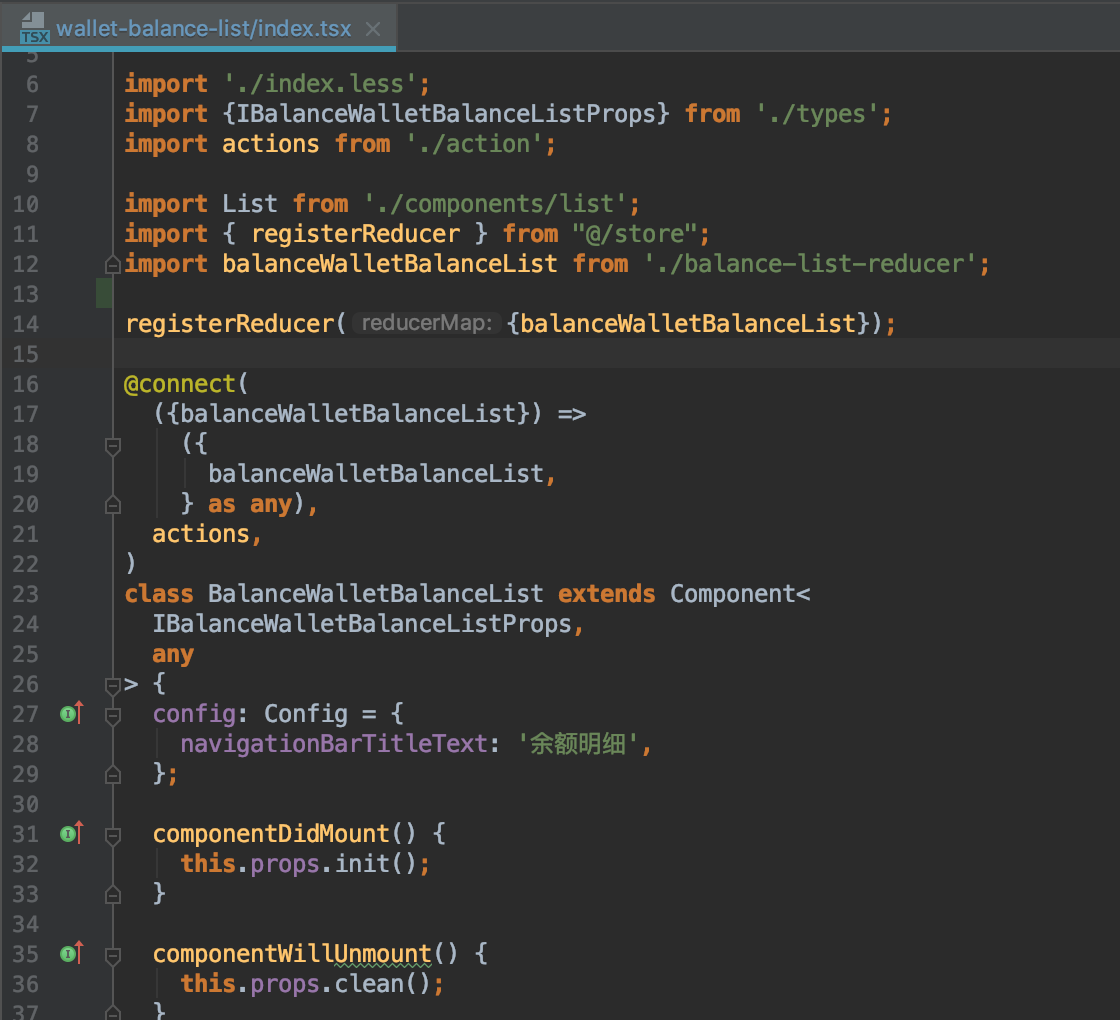 TSX wallet-balance-list/index.tsx
5
6 import './index.less';
7 import {IBalanceWalletBalanceListProps} from './types';
8 import actions from './action';
9
10 import List from './components/list';
11 import { registerReducer } from "@/store";
12 import balanceWalletBalanceList from './balance-list-reducer';
13
14 registerReducer( reducerMap: {balanceWalletBalanceList});
15
16 @connect(
17 ({balanceWalletBalanceList}) =>
18 ({
19 balanceWalletBalanceList,
20 } as any),
21 actions,
22 )
23 class BalanceWalletBalanceList extends Component<
24 IBalanceWalletBalanceListProps,
25 any
26 > {
27 config: Config = {
28 navigationBarTitleText: '余额明细',
29 };
30
31 componentDidMount() {
32 this.props.init();
33 }
34
35 componentWillUnmount() {
36 this.props.clean();
37 }